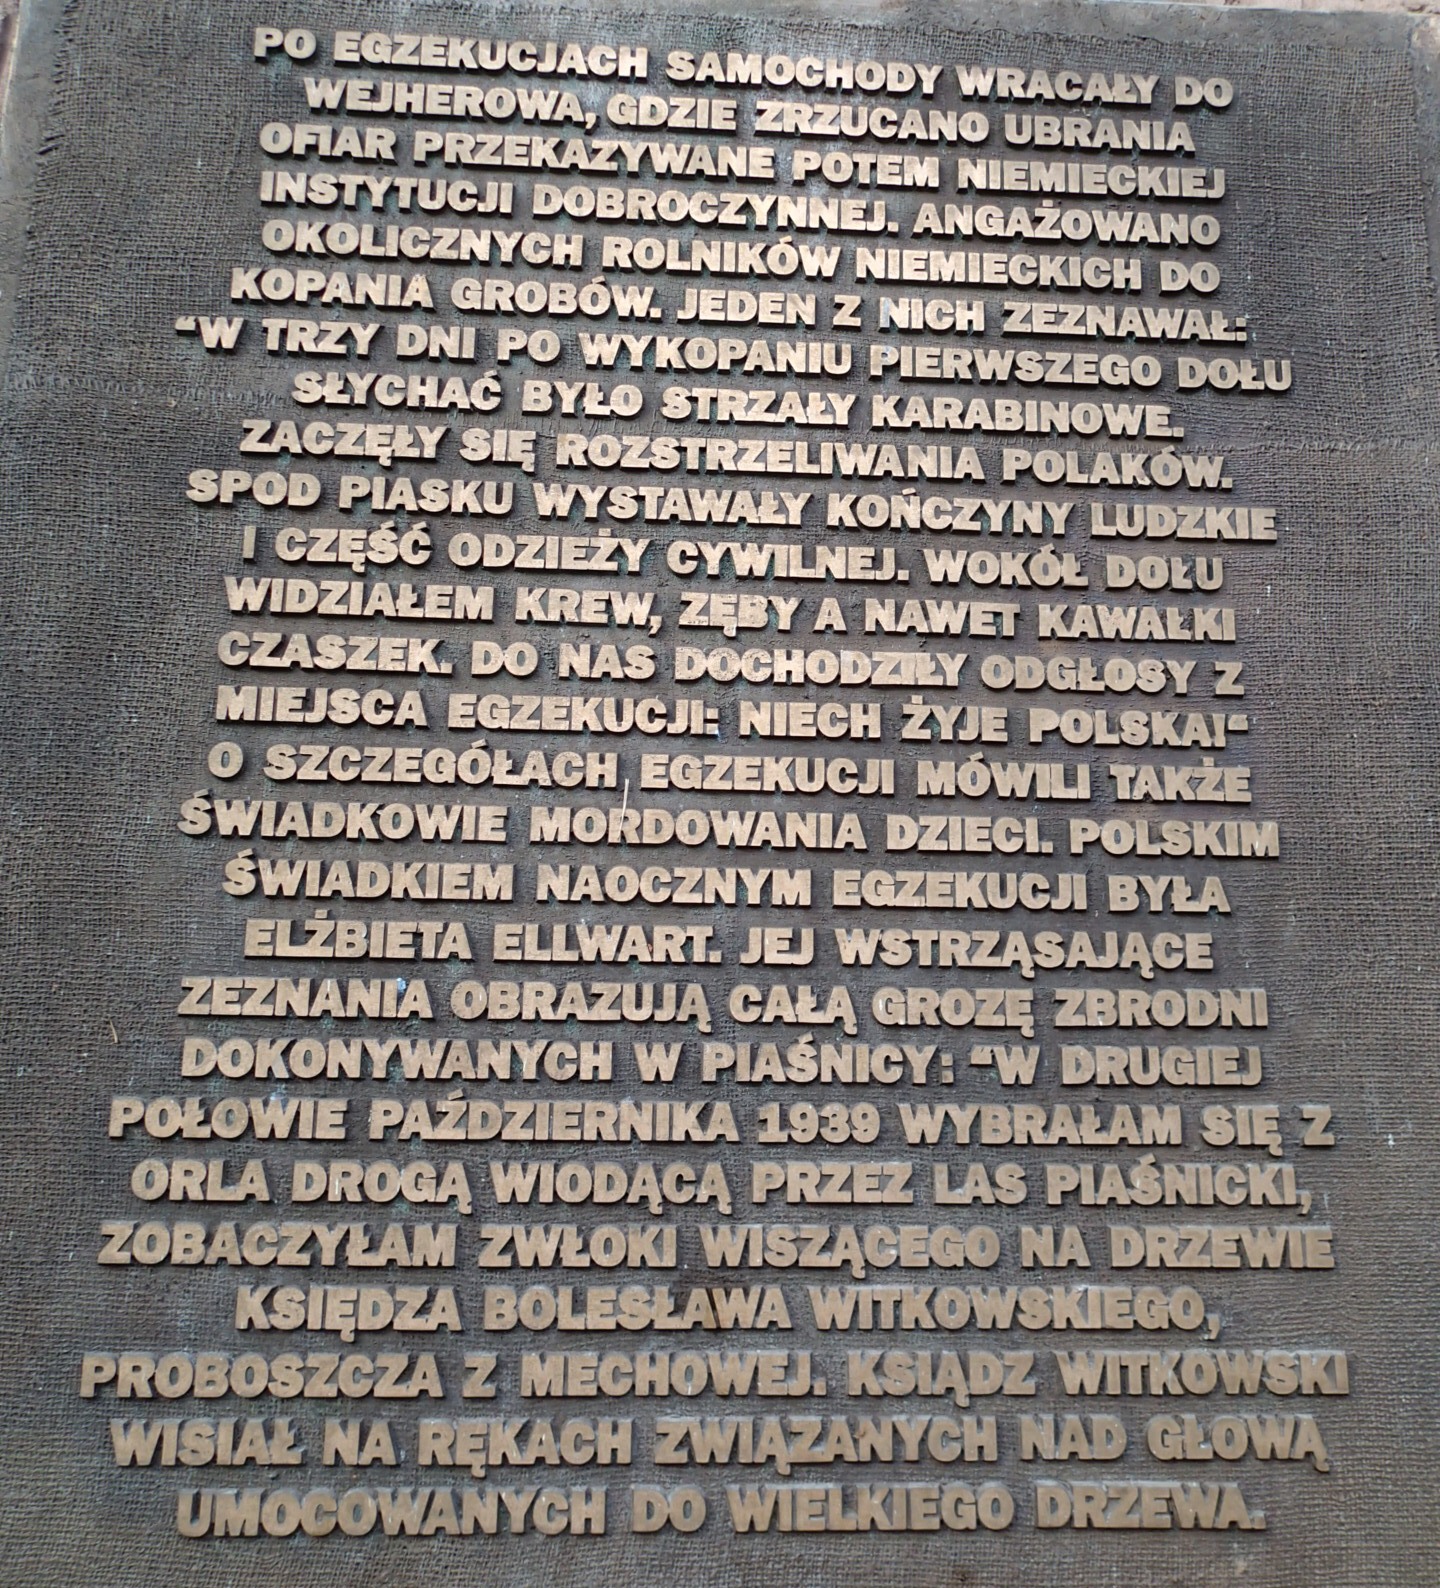 PO EGZEKUCJACH SAMOCHODY WRACAŁY DO
WEJHEROWA, GDZIE ZRZUCANO UBRANIA
OFIAR PRZEKAZYWANE POTEM NIEMIECKIEJ
INSTYTUCJI DOBROCZYNNEJ. ANGAŻOWANO
OKOLICZNYCH ROLNIKÓW NIEMIECKICH DO
KOPANIA GROBÓW. JEDEN Z NICH ZEZNAWAŁ:
“W TRZY DNI PO WYKOPANIU PIERWSZEGO DOŁU
SŁYCHAĆ BYŁO STRZAŁY KARABINOWE.
ZACZĘŁY SIĘ ROZSTRZELIWANIA POLAKÓW.
SPOD PIASKU WYSTAWAŁY KOŃCZYNY LUDZKIE
I CZĘŚĆ ODZIEŻY CYWILNEJ. WOKÓŁ DOŁU
WIDZIAŁEM KREW, ZĘBY A NAWET KAWAŁKI
CZASZEK. DO NAS DOCHODZIŁY ODGŁOSY Z
MIEJSCA EGZEKUCJI: NIECH ŻYJE POLSKA!“
O SZCZEGÓŁACH EGZEKUCJI MÓWILI TAKŻE
ŚWIADKOWIE MORDOWANIA DZIECI. POLSKIM
ŚWIADKIEM NAOCZNYM EGZEKUCJI BYŁA
ELŻBIETA ELLWART. JEJ WSTRZĄSAJĄCE
ZEZNANIA OBRAZUJĄ CAŁĄ GROZĘ ZBRODNI
DOKONYWANYCH W PIAŚNICY: “W DRUGIEJ
POŁOWIE PAŹDZIERNIKA 1939 WYBRAŁAM SIĘ Z
ORLA DROGĄ WIODĄCĄ PRZEZ LAS PIAŚNICKI,
ZOBACZYŁAM ZWŁOKI WISZĄCEGO NA DRZEWIE
KSIĘDZA BOLESŁAWA WITKOWSKIEGO,
PROBOSZCZA Z MECHOWEJ. KSIĄDZ WITKOWSKI
WISIAŁ NA RĘKACH ZWIĄZANYCH NAD GŁOWĄ
UMOCOWANYCH DO WIELKIEGO DRZEWA.